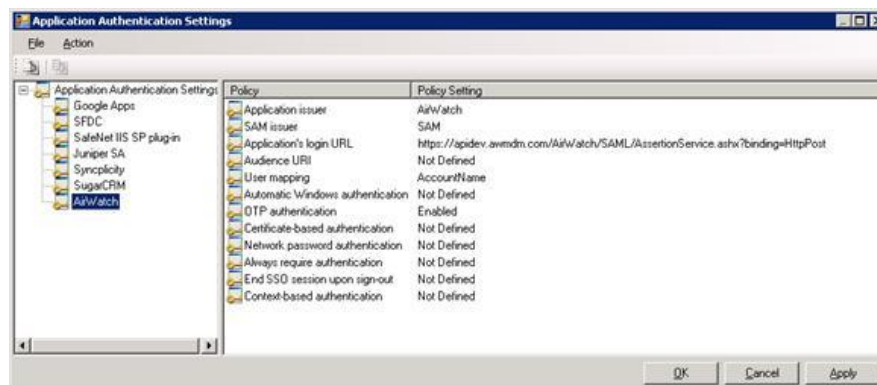 Application Authentication Settings
File Action
Application Authentication Settings
Google Apps
SFDC
SafeNet IIS SP plug-in
Juniper SA
Syncplicity
SugarCRM
AirWatch
Policy Policy Setting
Application issuer AirWatch
SAM issuer SAM
Application's login URL https://apidev.awmdm.com/AirWatch/SAML/AssertionService.ashx?binding=HttpPost
Audience URI Not Defined
User mapping AccountName
Automatic Windows authentication Not Defined
OTP authentication Enabled
Certificate-based authentication Not Defined
Network password authentication Not Defined
Always require authentication Not Defined
End SSO session upon sign-out Not Defined
Context-based authentication Not Defined
OK Cancel Apply